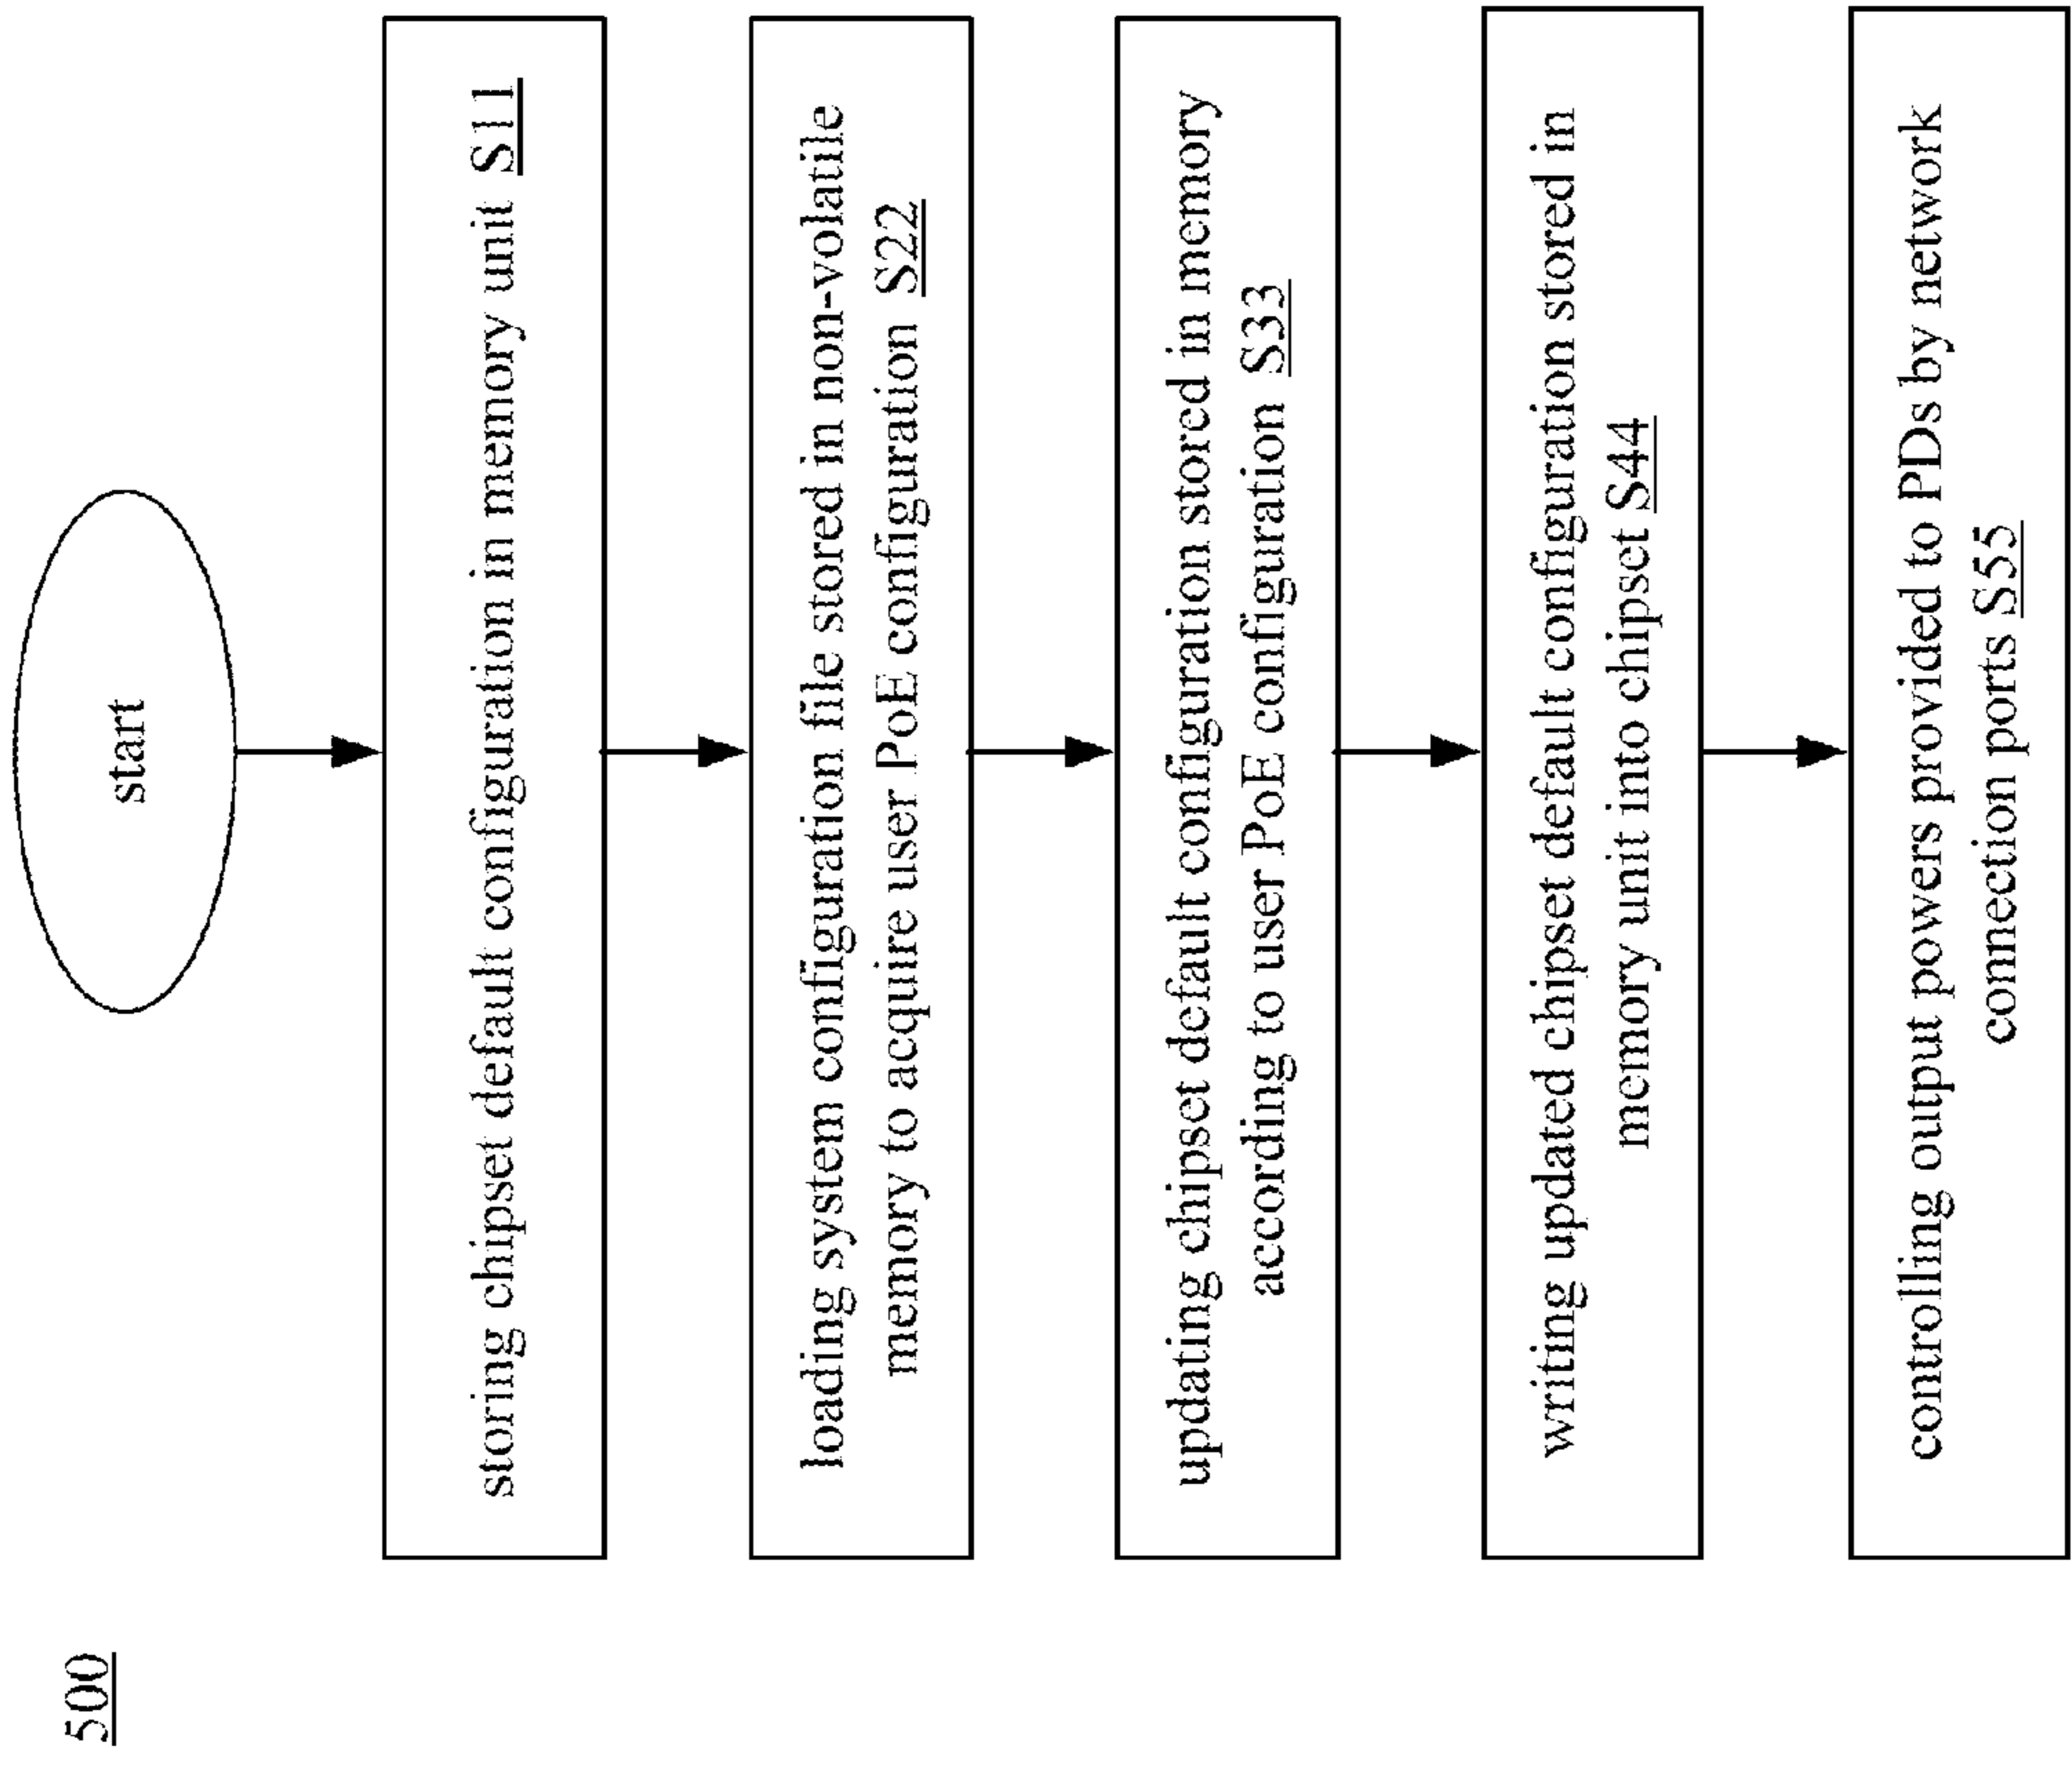 500
start
storing chipset default configuration in memory unit S11
loading system configuration file stored in non-volatile
memory to acquire user PoE configuration S22
updating chipset default configuration stored in memory
according to user PoE configuration S33
writing updated chipset default configuration stored in
memory unit into chipset S44
controlling output powers provided to PDs by network
connection ports S55